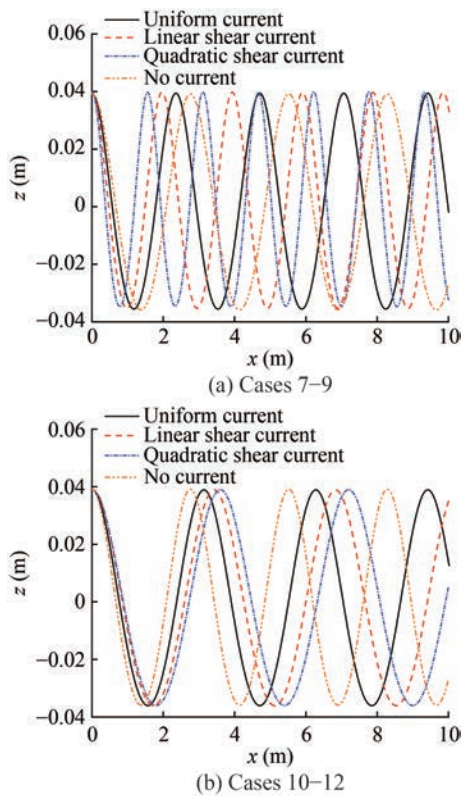 Uniform current
Linear shear current
Quadratic shear current
No current
0.06
0.04
0.02
0
−0.02
−0.04
z (m)
0 2 4 6 8 10
x (m)
(a) Cases 7−9
Uniform current
Linear shear current
Quadratic shear current
No current
0.06
0.04
0.02
0
−0.02
−0.04
z (m)
0 2 4 6 8 10
x (m)
(b) Cases 10−12